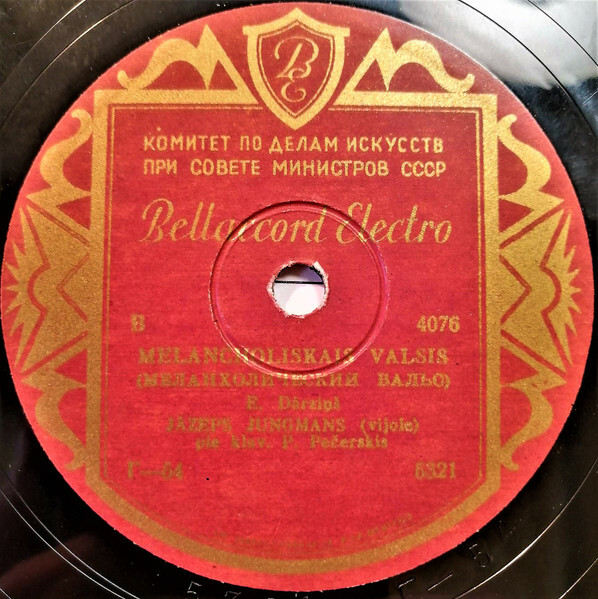 BE
КОМИТЕТ ПО ДЕЛАМ ИСКУССТВ
ПРИ СОВЕТЕ МИНИСТРОВ СССР
Bellaccord Electro
В 4076
MELANCHOLISKAIS VALSIS
(МЕЛАНХОЛИЧЕСКИЙ ВАЛЬС)
E. Dārziņā
JĀZEPS JUNGMANS (vijole)
pie klav. P. Pečerskis
Г—64 5321